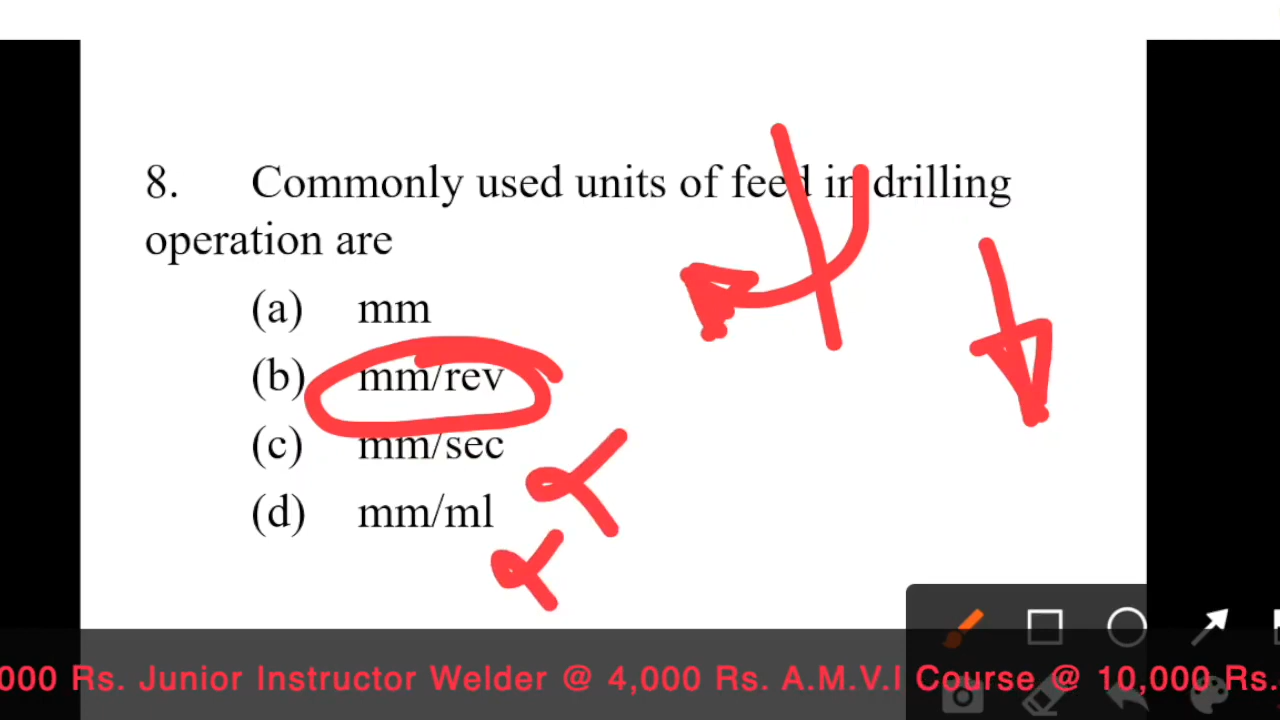 8. Commonly used units of feed in drilling
operation are
(a) mm
(b) mm/rev
(c) mm/sec
(d) mm/ml
000 Rs. Junior Instructor Welder @ 4,000 Rs. A.M.V.I Course @ 10,000 Rs.